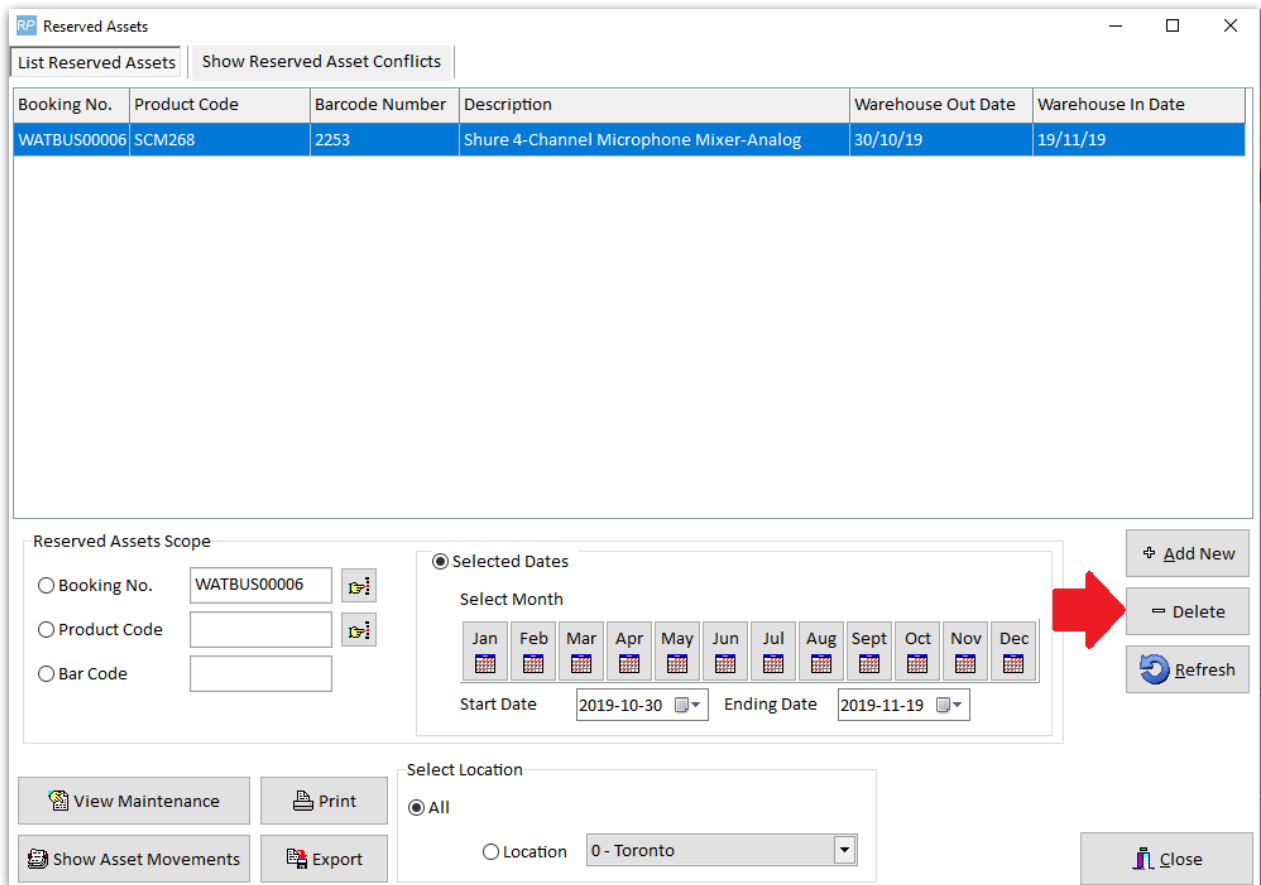 RP Reserved Assets
List Reserved Assets Show Reserved Asset Conflicts
Booking No. Product Code Barcode Number Description Warehouse Out Date Warehouse In Date
WATBUS00006 SCM268 2253 Shure 4-Channel Microphone Mixer-Analog 30/10/19 19/11/19
Reserved Assets Scope
Booking No. WATBUS00006
Product Code
Bar Code
Selected Dates
Select Month
Jan Feb Mar Apr May Jun Jul Aug Sept Oct Nov Dec
Start Date 2019-10-30 Ending Date 2019-11-19
Add New
Delete
Refresh
View Maintenance Print
Show Asset Movements Export
Select Location
All
Location 0 - Toronto
Close